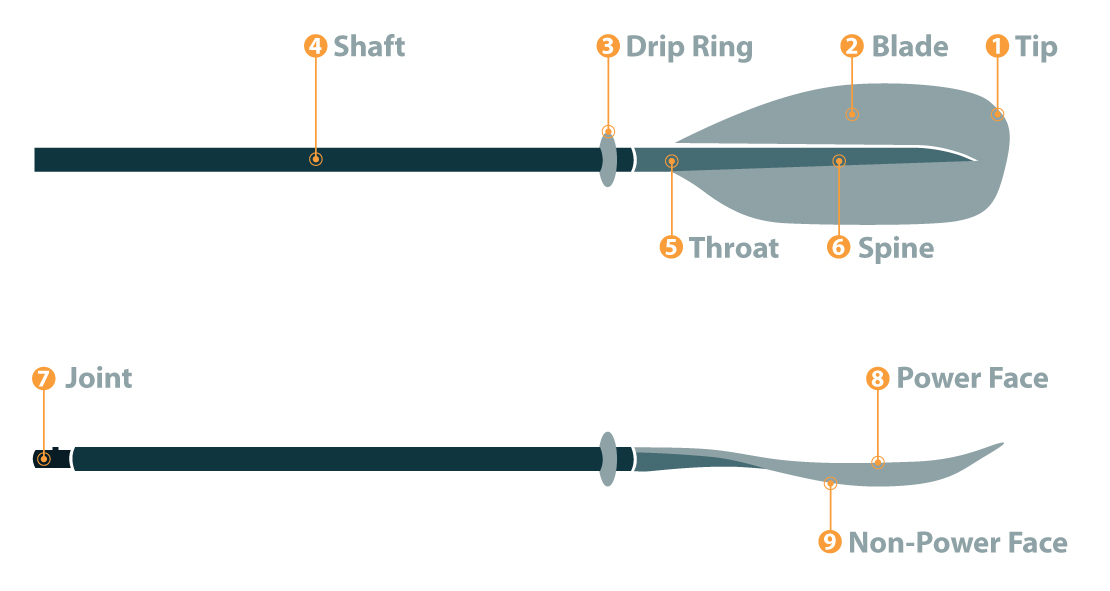 4 Shaft
3 Drip Ring
2 Blade
1 Tip
5 Throat
6 Spine
7 Joint
8 Power Face
9 Non-Power Face